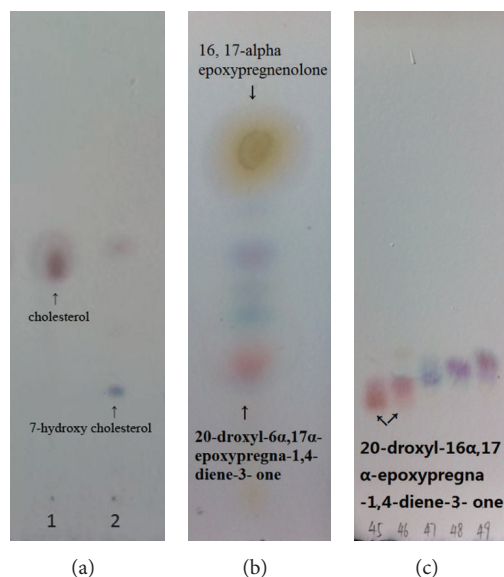 cholesterol
7-hydroxy cholesterol
1 2
(a)
16, 17-alpha
epoxypregnenolone
20-droxyl-6α,17α-
epoxypregna-1,4-
diene-3- one
(b)
20-droxyl-16α,17
α-epoxypregna
-1,4-diene-3- one
45 46 47 48 49
(c)